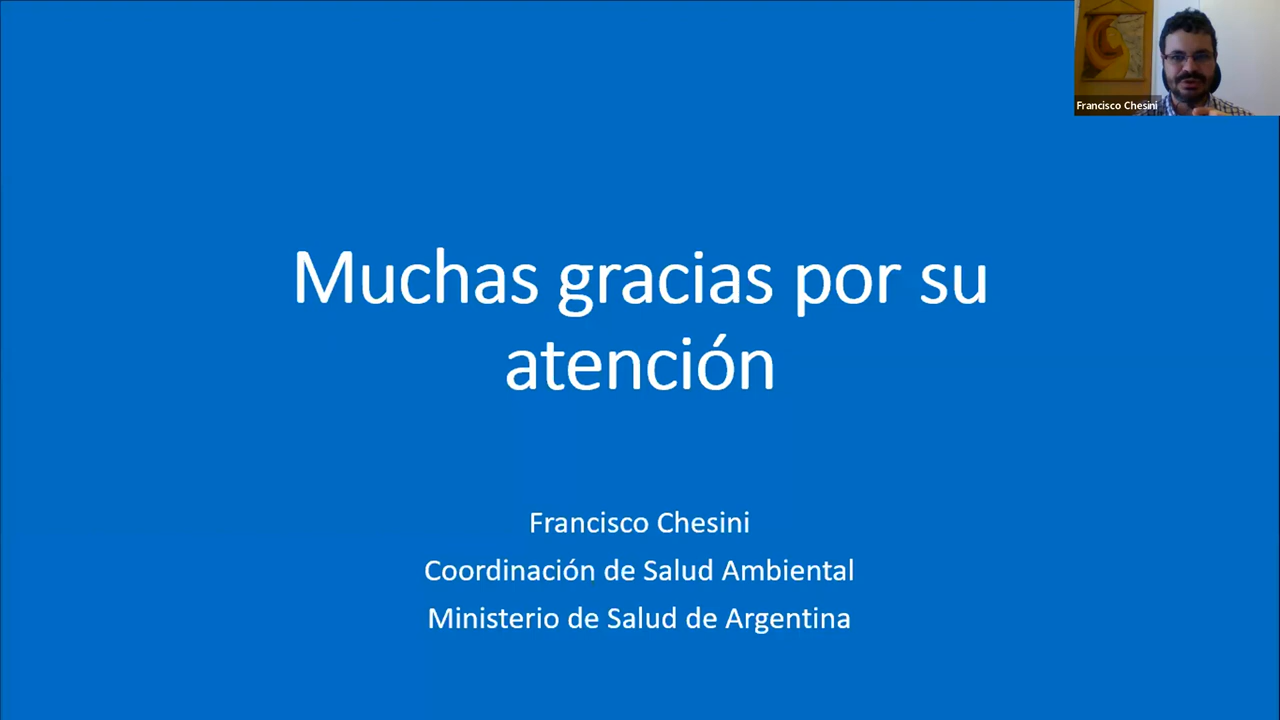 Francisco Chesini
Muchas gracias por su
atención
Francisco Chesini
Coordinación de Salud Ambiental
Ministerio de Salud de Argentina